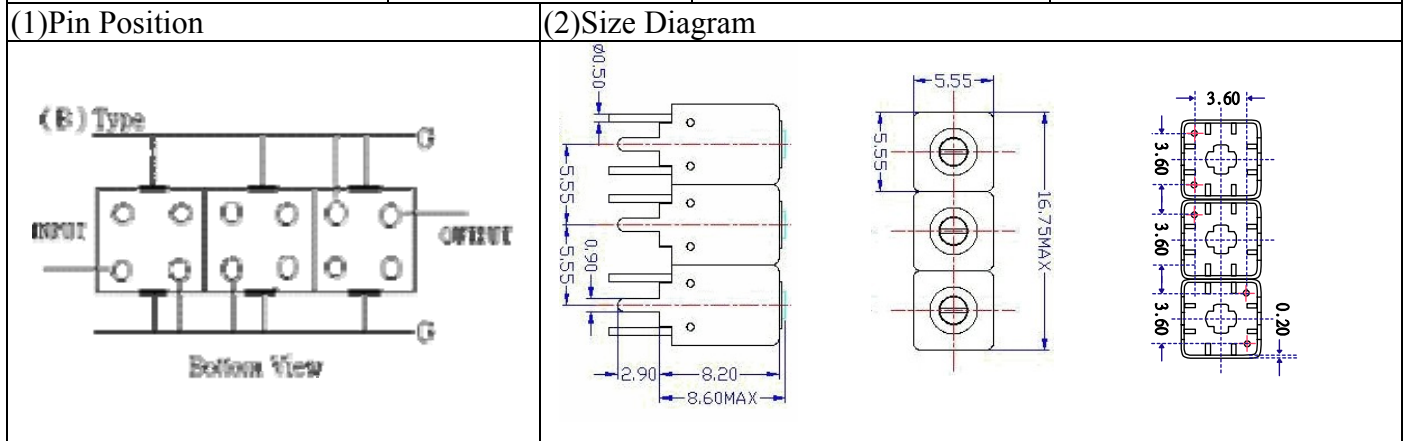 (1)Pin Position
(2)Size Diagram
(B)Type
G
INPUT
OUTPUT
G
Bottom View
Ø0.50
5.55
5.55
0.90
2.90
8.20
8.60MAX
5.55
5.55
16.75MAX
3.60
3.60
3.60
3.60
0.20